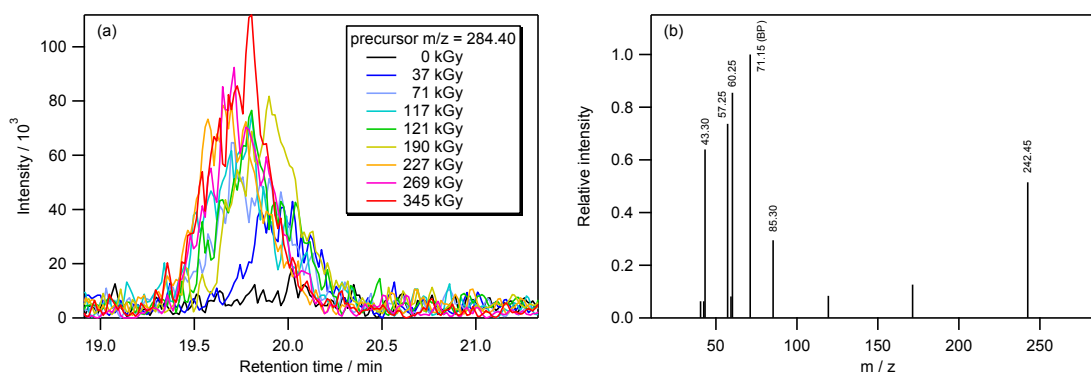 (a)
precursor m/z = 284.40
0 kGy
37 kGy
71 kGy
117 kGy
121 kGy
190 kGy
227 kGy
269 kGy
345 kGy
100
80
60
40
20
0
Intensity / 10³
19.0 19.5 20.0 20.5 21.0
Retention time / min
(b)
1.0
0.8
0.6
0.4
0.2
0.0
Relative intensity
43.30
57.25
60.25
71.15 (BP)
85.30
242.45
50 100 150 200 250
m / z